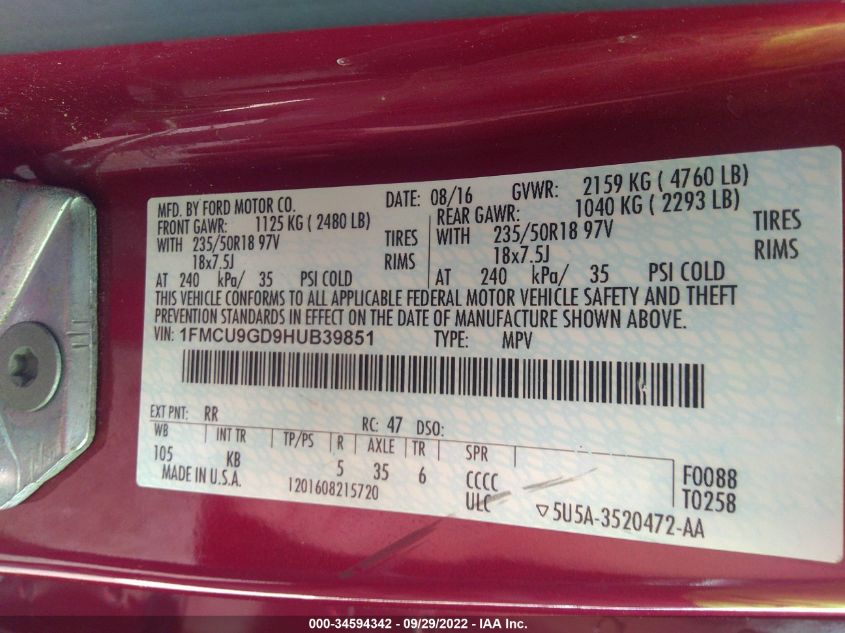 MFD. BY FORD MOTOR CO. DATE: 08/16 GVWR: 2159 KG ( 4760 LB)
FRONT GAWR: 1125 KG ( 2480 LB) REAR GAWR: 1040 KG ( 2293 LB)
WITH 235/50R18 97V TIRES WITH 235/50R18 97V TIRES
18x7.5J RIMS 18x7.5J RIMS
AT 240 kPa/ 35 PSI COLD AT 240 kPa/ 35 PSI COLD
THIS VEHICLE CONFORMS TO ALL APPLICABLE FEDERAL MOTOR VEHICLE SAFETY AND THEFT
PREVENTION STANDARDS IN EFFECT ON THE DATE OF MANUFACTURE SHOWN ABOVE.
VIN: 1FMCU9GD9HUB39851 TYPE: MPV
EXT PNT: RR RC: 47 DSO:
WB INT TR TP/PS R AXLE TR SPR
105 KB 5 35 6 CCCC F0088
MADE IN U.S.A. 1201608215720 ULC T0258
▽5U5A-3520472-AA
000-34594342 - 09/29/2022 - IAA Inc.